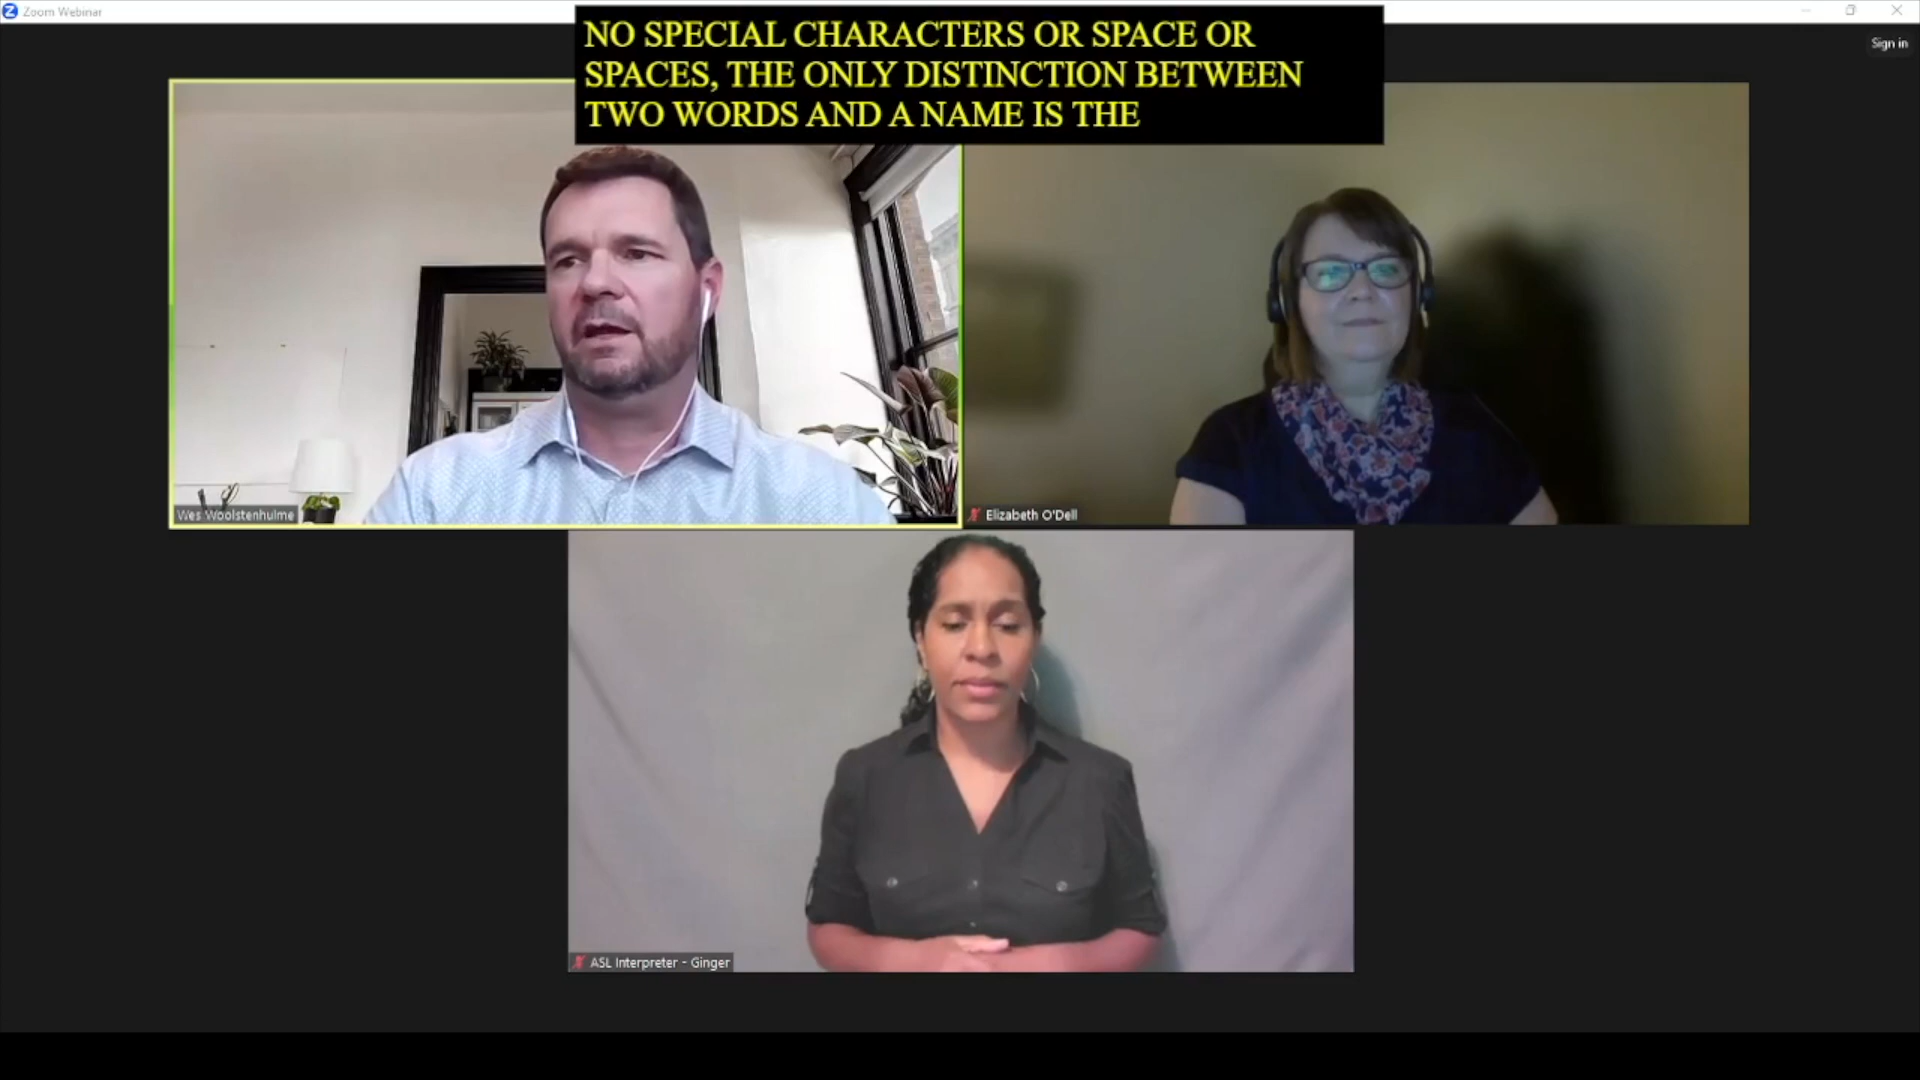 Zoom Webinar
NO SPECIAL CHARACTERS OR SPACE OR
SPACES, THE ONLY DISTINCTION BETWEEN
TWO WORDS AND A NAME IS THE
Sign in
Wes Woolstenhulme
Elizabeth O'Dell
ASL Interpreter - Ginger